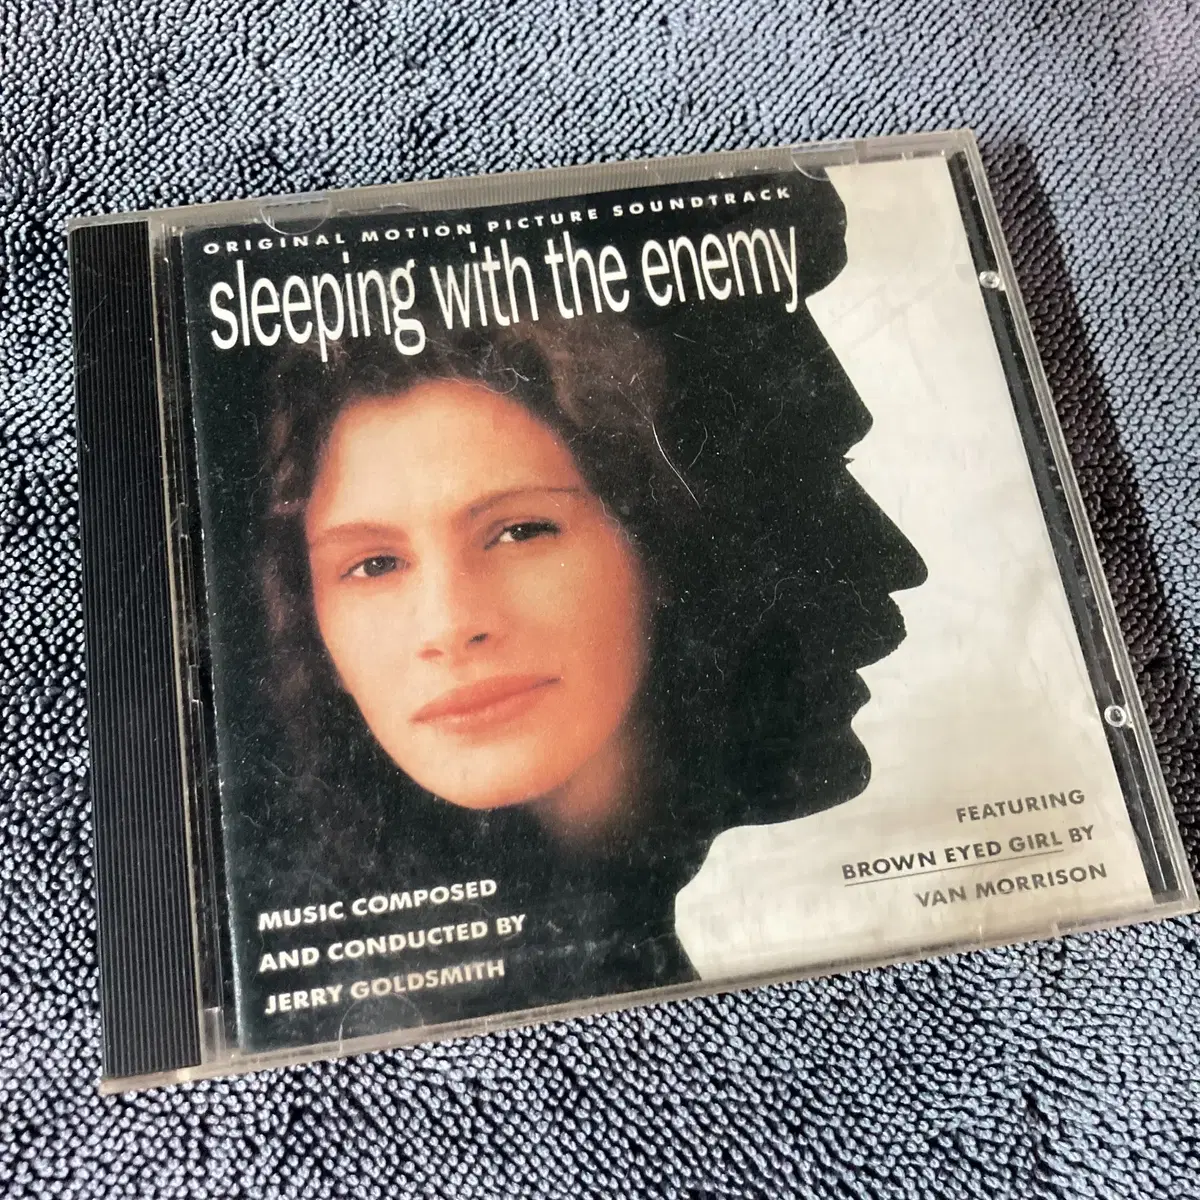 ORIGINAL MOTION PICTURE SOUNDTRACK
sleeping with the enemy
MUSIC COMPOSED
AND CONDUCTED BY
JERRY GOLDSMITH
FEATURING
BROWN EYED GIRL BY
VAN MORRISON